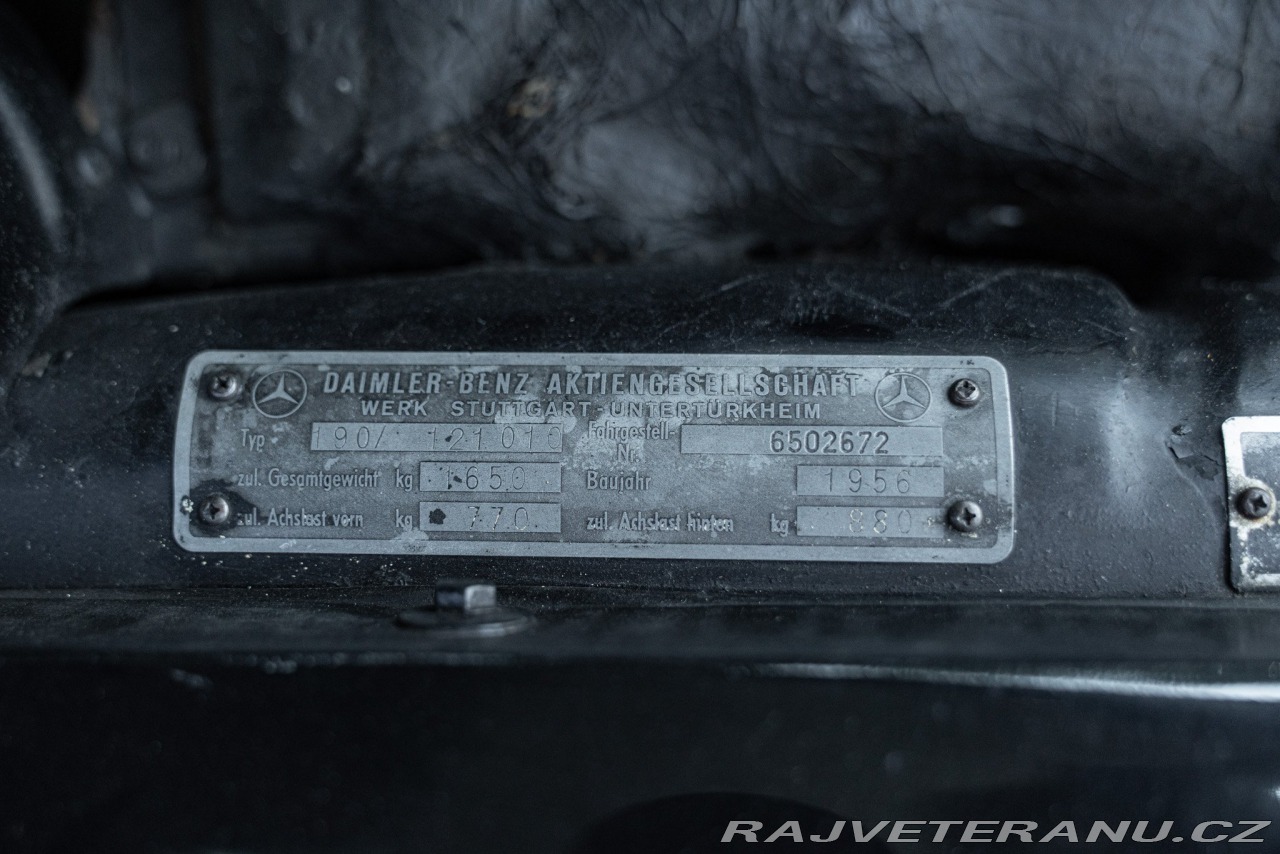 DAIMLER-BENZ AKTIENGESELLSCHAFT
WERK STUTTGART-UNTERTÜRKHEIM
Typ 190/ 121010 Fahrgestell-Nr. 6502672
zul. Gesamtgewicht kg 1650 Baujahr 1956
zul. Achslast vorn kg 770 zul. Achslast hinten kg 880
RAJVETERANU.CZ